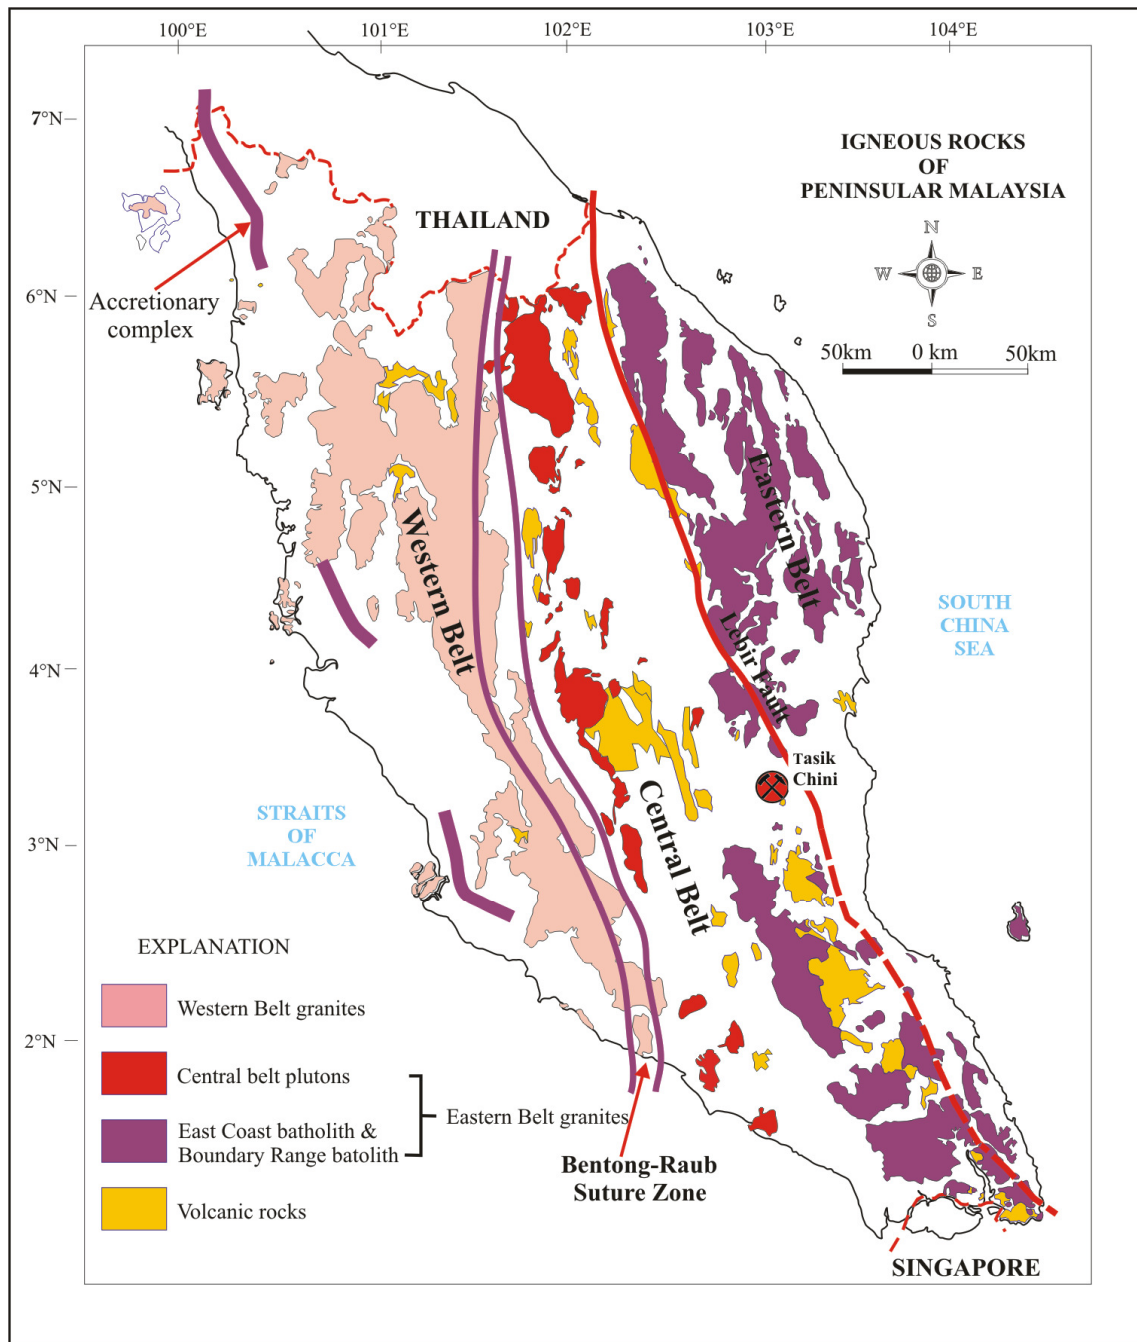 100°E 101°E 102°E 103°E 104°E
7°N
6°N
5°N
4°N
3°N
2°N
IGNEOUS ROCKS
OF
PENINSULAR MALAYSIA
N
W E
S
50km 0 km 50km
THAILAND
Accretionary
complex
Western Belt
Eastern Belt
Lebir Fault
Central Belt
Tasik
Chini
SOUTH
CHINA
SEA
STRAITS
OF
MALACCA
EXPLANATION
Western Belt granites
Central belt plutons
East Coast batholith &
Boundary Range batolith
Eastern Belt granites
Volcanic rocks
Bentong-Raub
Suture Zone
SINGAPORE